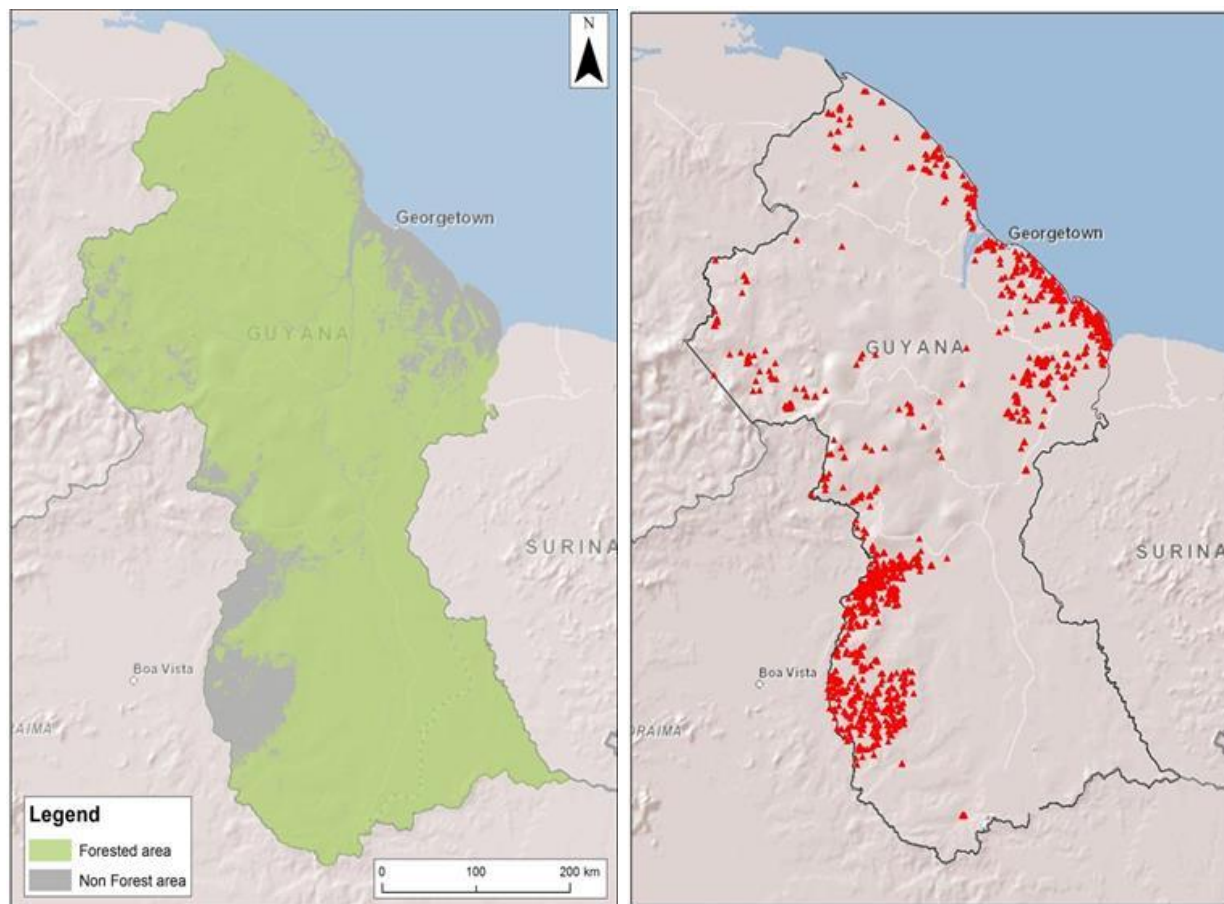 N
Georgetown
GUYANA
SURINA
Boa Vista
RAIMA
Legend
Forested area
Non Forest area
0 100 200 km
Georgetown
GUYANA
SURINA
Boa Vista
ORAIMA